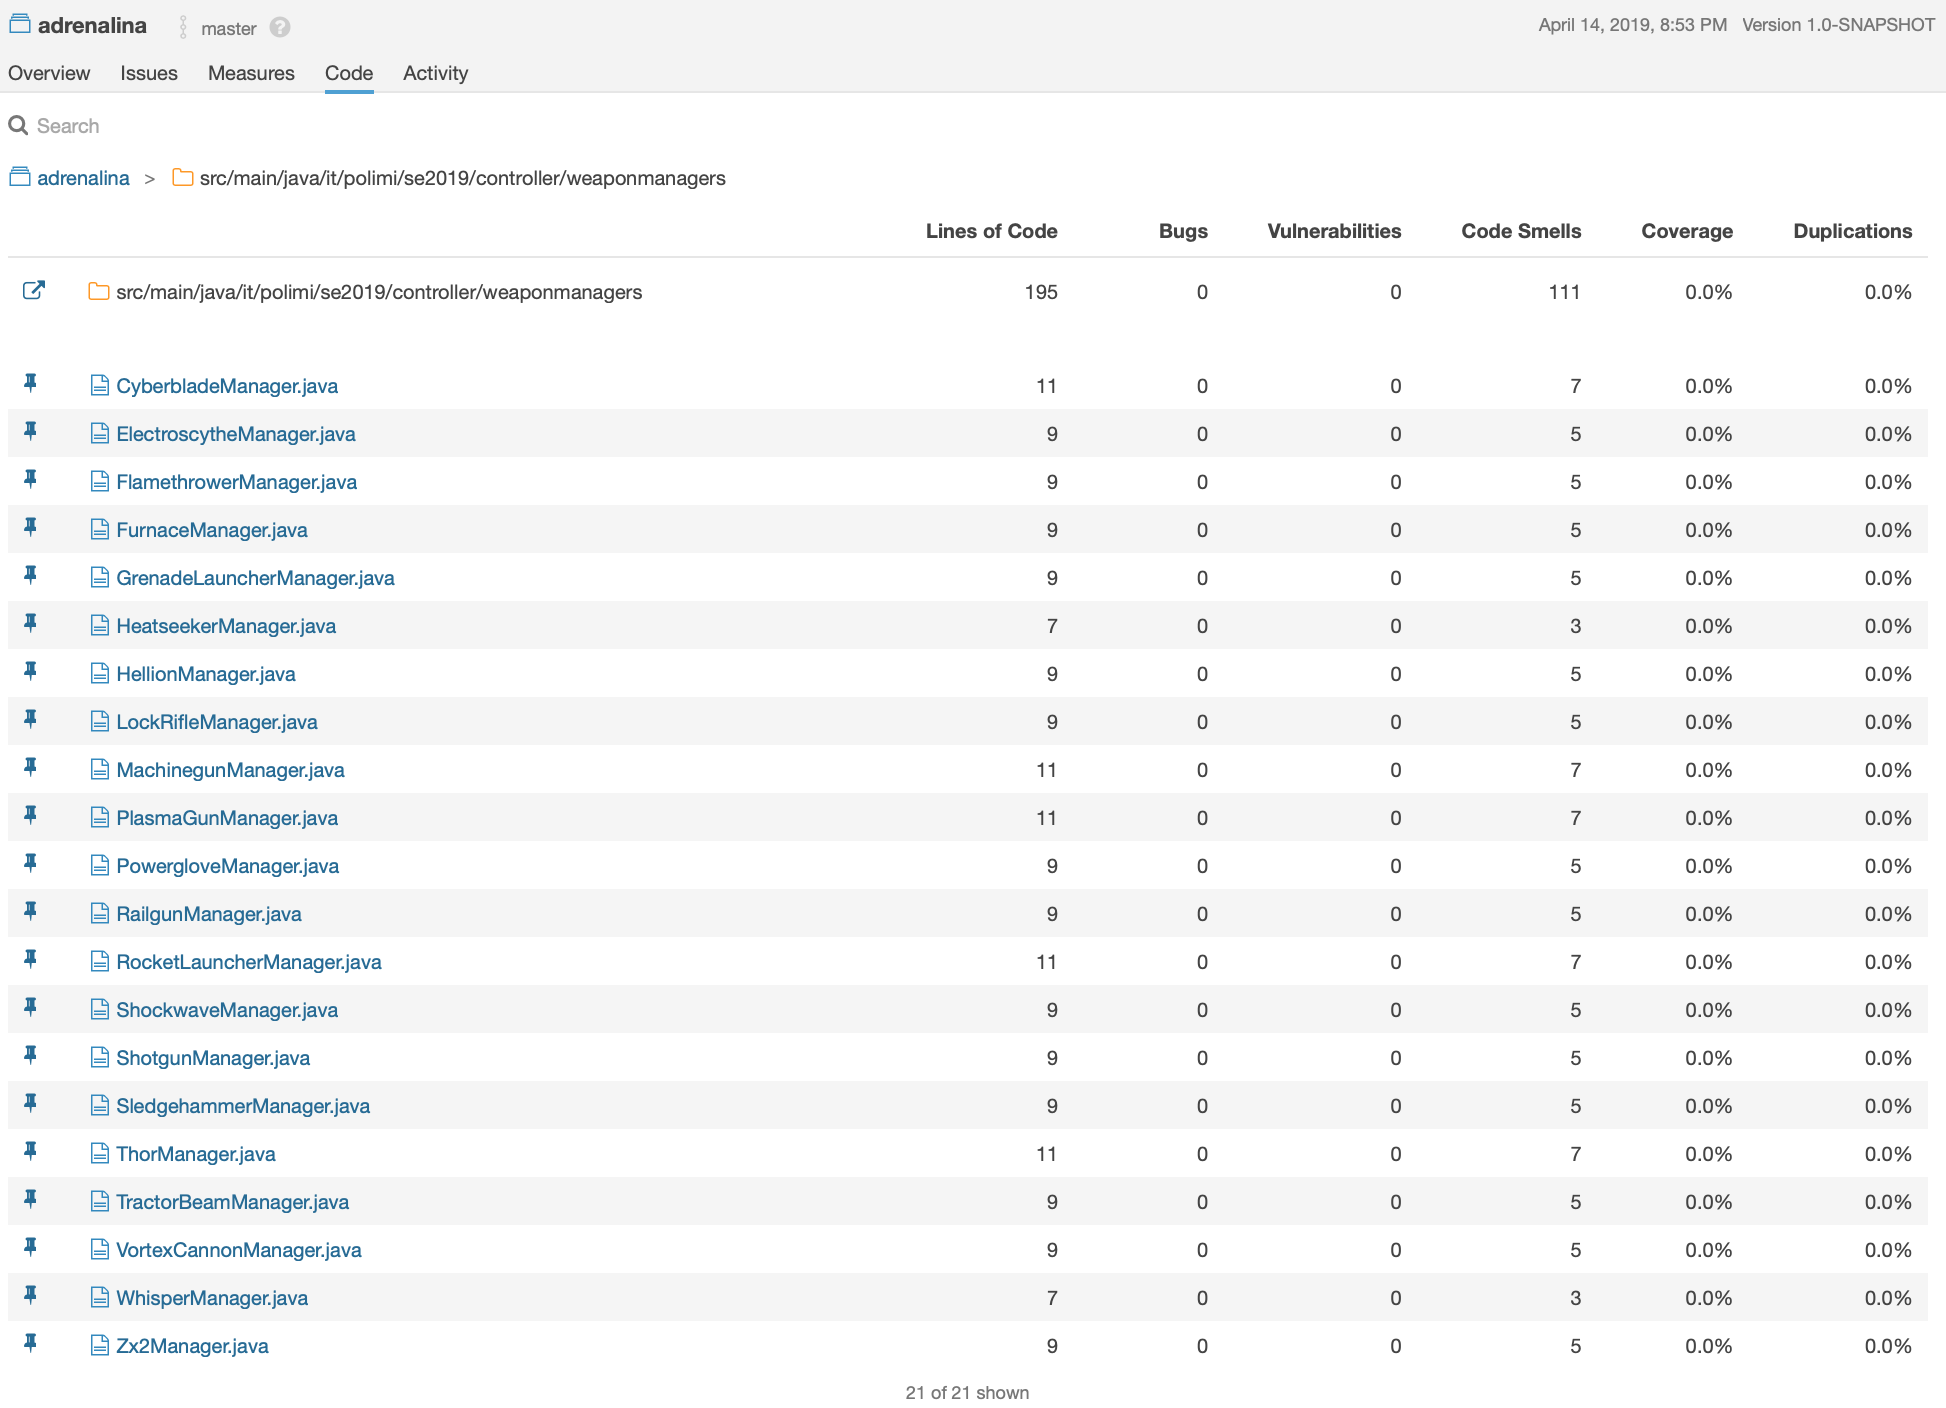 adrenalina master ? April 14, 2019, 8:53 PM Version 1.0-SNAPSHOT
Overview Issues Measures Code Activity
Search
adrenalina > src/main/java/it/polimi/se2019/controller/weaponmanagers
Lines of Code Bugs Vulnerabilities Code Smells Coverage Duplications
src/main/java/it/polimi/se2019/controller/weaponmanagers 195 0 0 111 0.0% 0.0%
CyberbladeManager.java 11 0 0 7 0.0% 0.0%
ElectroscytheManager.java 9 0 0 5 0.0% 0.0%
FlamethrowerManager.java 9 0 0 5 0.0% 0.0%
FurnaceManager.java 9 0 0 5 0.0% 0.0%
GrenadeLauncherManager.java 9 0 0 5 0.0% 0.0%
HeatseekerManager.java 7 0 0 3 0.0% 0.0%
HellionManager.java 9 0 0 5 0.0% 0.0%
LockRifleManager.java 9 0 0 5 0.0% 0.0%
MachinegunManager.java 11 0 0 7 0.0% 0.0%
PlasmaGunManager.java 11 0 0 7 0.0% 0.0%
PowergloveManager.java 9 0 0 5 0.0% 0.0%
RailgunManager.java 9 0 0 5 0.0% 0.0%
RocketLauncherManager.java 11 0 0 7 0.0% 0.0%
ShockwaveManager.java 9 0 0 5 0.0% 0.0%
ShotgunManager.java 9 0 0 5 0.0% 0.0%
SledgehammerManager.java 9 0 0 5 0.0% 0.0%
ThorManager.java 11 0 0 7 0.0% 0.0%
TractorBeamManager.java 9 0 0 5 0.0% 0.0%
VortexCannonManager.java 9 0 0 5 0.0% 0.0%
WhisperManager.java 7 0 0 3 0.0% 0.0%
Zx2Manager.java 9 0 0 5 0.0% 0.0%
21 of 21 shown